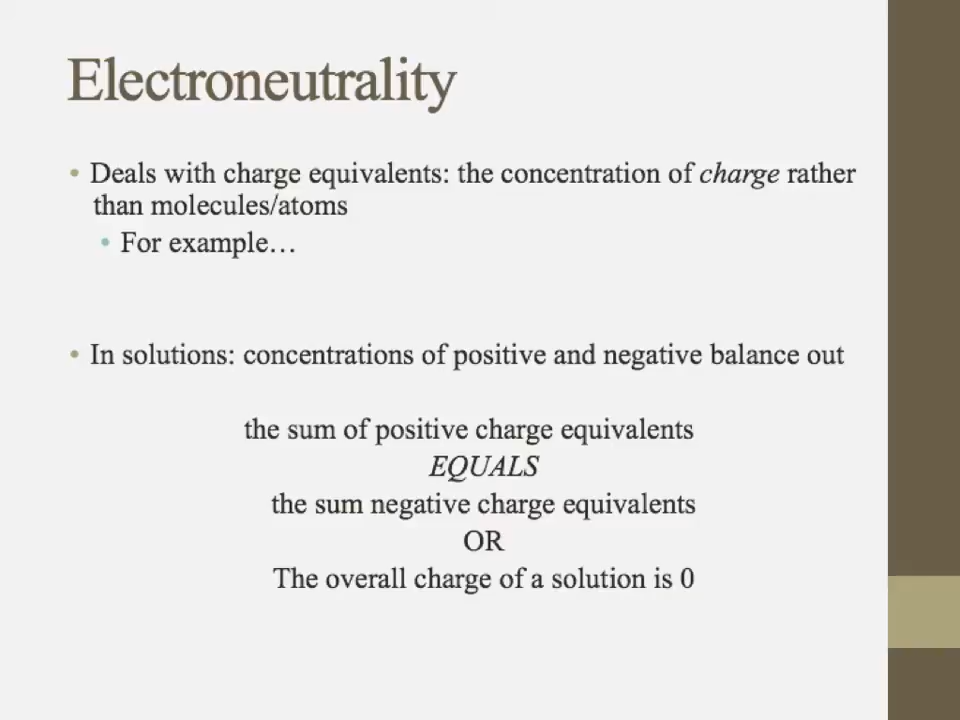 Electroneutrality
• Deals with charge equivalents: the concentration of charge rather
than molecules/atoms
• For example…
• In solutions: concentrations of positive and negative balance out
the sum of positive charge equivalents
EQUALS
the sum negative charge equivalents
OR
The overall charge of a solution is 0